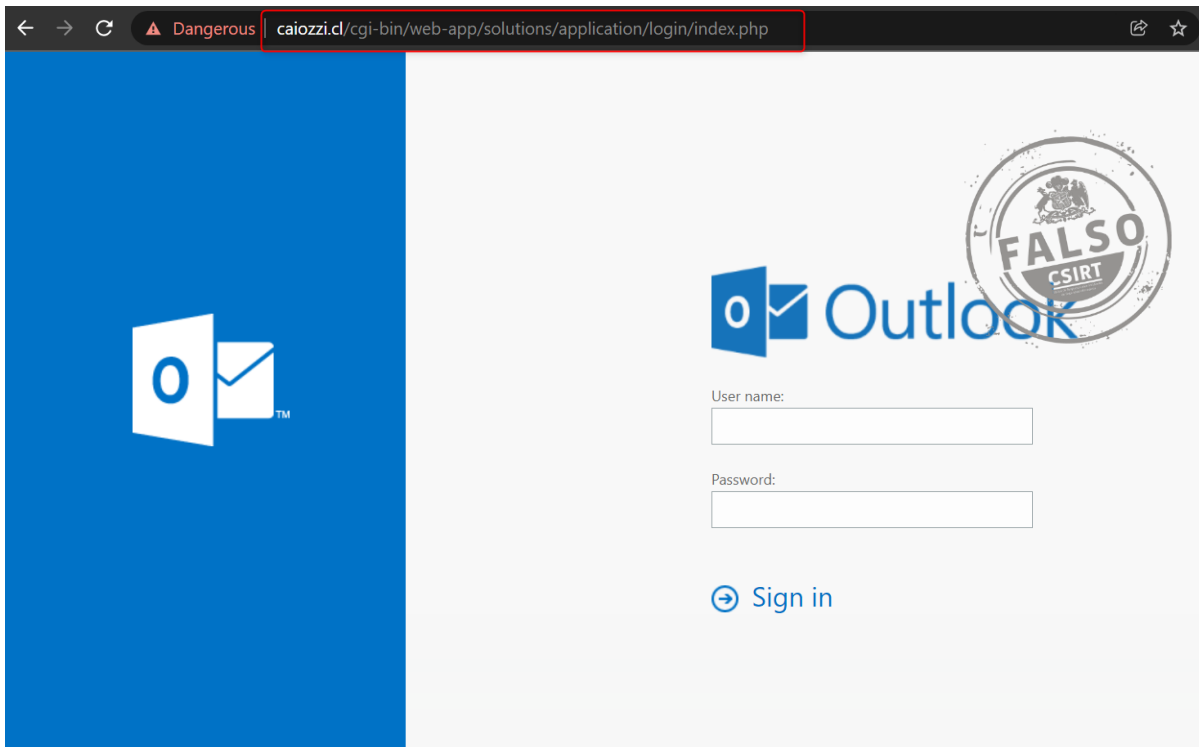 Dangerous | caiozzi.cl/cgi-bin/web-app/solutions/application/login/index.php
FALSO
CSIRT
O Outlook
O
TM
User name:
Password:
Sign in